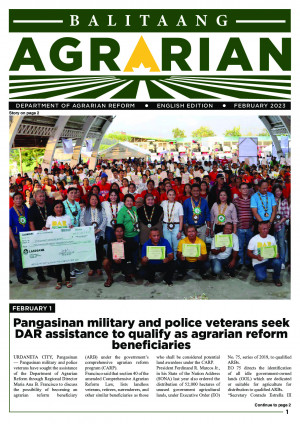 BALITAANG
AGRARIAN
DEPARTMENT OF AGRARIAN REFORM • ENGLISH EDITION • FEBRUARY 2023
Story on page 2
FEBRUARY 1
Pangasinan military and police veterans seek
DAR assistance to qualify as agrarian reform
beneficiaries
URDANETA CITY, Pangasinan
— Pangasinan military and police
veterans have sought the assistance
of the Department of Agrarian
Reform through Regional Director
Maria Ana B. Francisco to discuss
the possibility of becoming an
agrarian reform beneficiary
(ARB) under the government's
comprehensive agrarian reform
program (CARP).
Francisco said that section 40 of the
amended Comprehensive Agrarian
Reform Law, lists landless
veterans, retirees, surrenderees, and
other similar beneficiaries as those
who shall be considered potential
land awardees under the CARP.
President Ferdinand R. Marcos Jr.,
in his State of the Nation Address
(SONA) last year also ordered the
distribution of 52,000 hectares of
unused government agricultural
lands, under Executive Order (EO)
No. 75, series of 2019, to qualified
ARBs.
EO 75 directs the identification
of all idle government-owned
lands (GOL) which are dedicated
or suitable for agriculture for
distribution to qualified ARBs.
"Secretary Conrado Estrella III
Continue to page 2
1